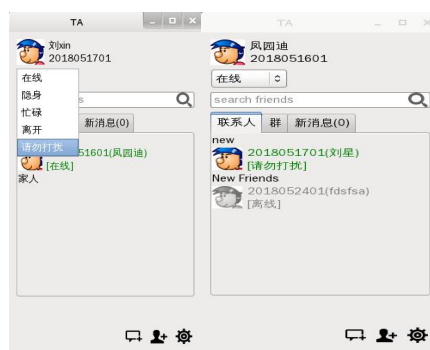 TA
刘xin
2018051701
在线
隐身
忙碌
离开
请勿打扰
s
新消息(0)
51601(凤园迪)
[在线]
家人
TA
凤园迪
2018051601
在线
search friends
联系人 群 新消息(0)
new
2018051701(刘星)
[请勿打扰]
New Friends
2018052401(fdsfsa)
[离线]